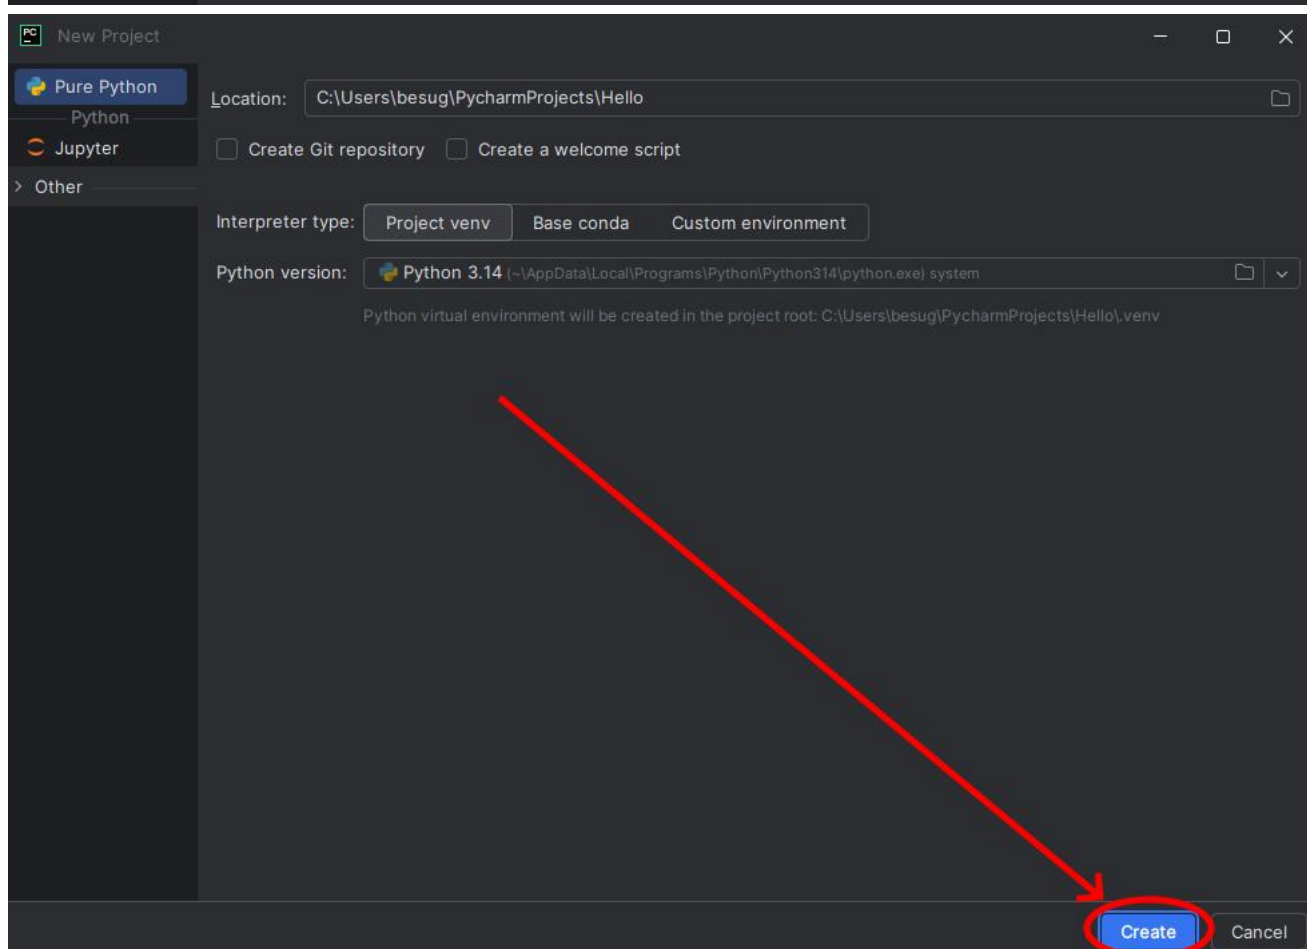 PC New Project
Pure Python
Python
Jupyter
Other
Location: C:\Users\besug\PycharmProjects\Hello
Create Git repository Create a welcome script
Interpreter type: Project venv Base conda Custom environment
Python version: Python 3.14 (~\AppData\Local\Programs\Python\Python314\python.exe) system
Python virtual environment will be created in the project root: C:\Users\besug\PycharmProjects\Hello\.venv
Create Cancel